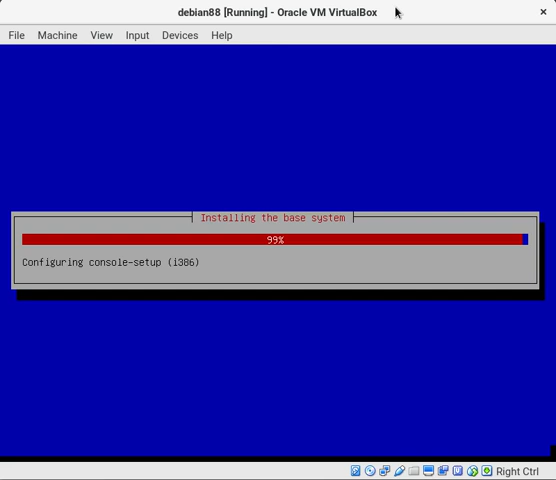 debian88 [Running] - Oracle VM VirtualBox
×
File Machine View Input Devices Help
Installing the base system
99%
Configuring console-setup (i386)
Right Ctrl